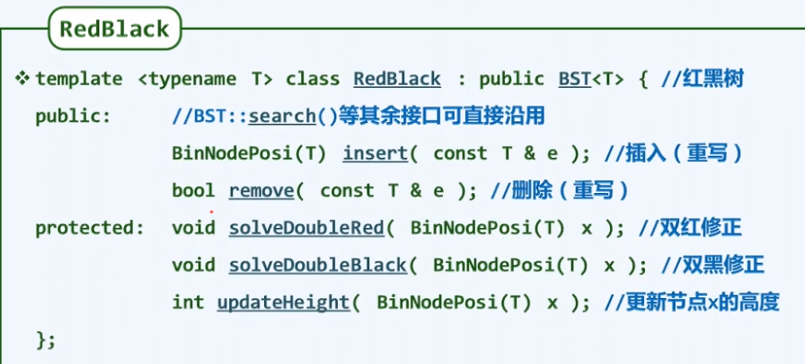 RedBlack
❖ template <typename T> class RedBlack : public BST<T> { //红黑树
public: //BST::search()等其余接口可直接沿用
BinNodePosi(T) insert( const T & e ); //插入（重写）
bool remove( const T & e ); //删除（重写）
protected: void solveDoubleRed( BinNodePosi(T) x ); //双红修正
void solveDoubleBlack( BinNodePosi(T) x ); //双黑修正
int updateHeight( BinNodePosi(T) x ); //更新节点x的高度
};